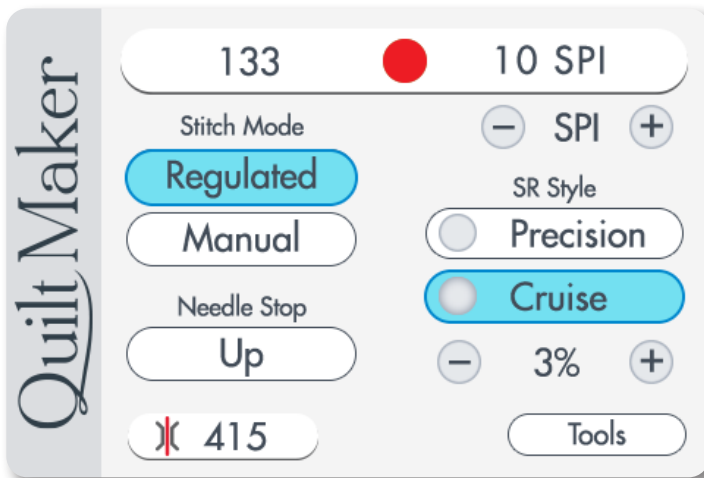 Quilt Maker
133 10 SPI
Stitch Mode
Regulated
Manual
Needle Stop
Up
415
− SPI +
SR Style
Precision
Cruise
− 3% +
Tools